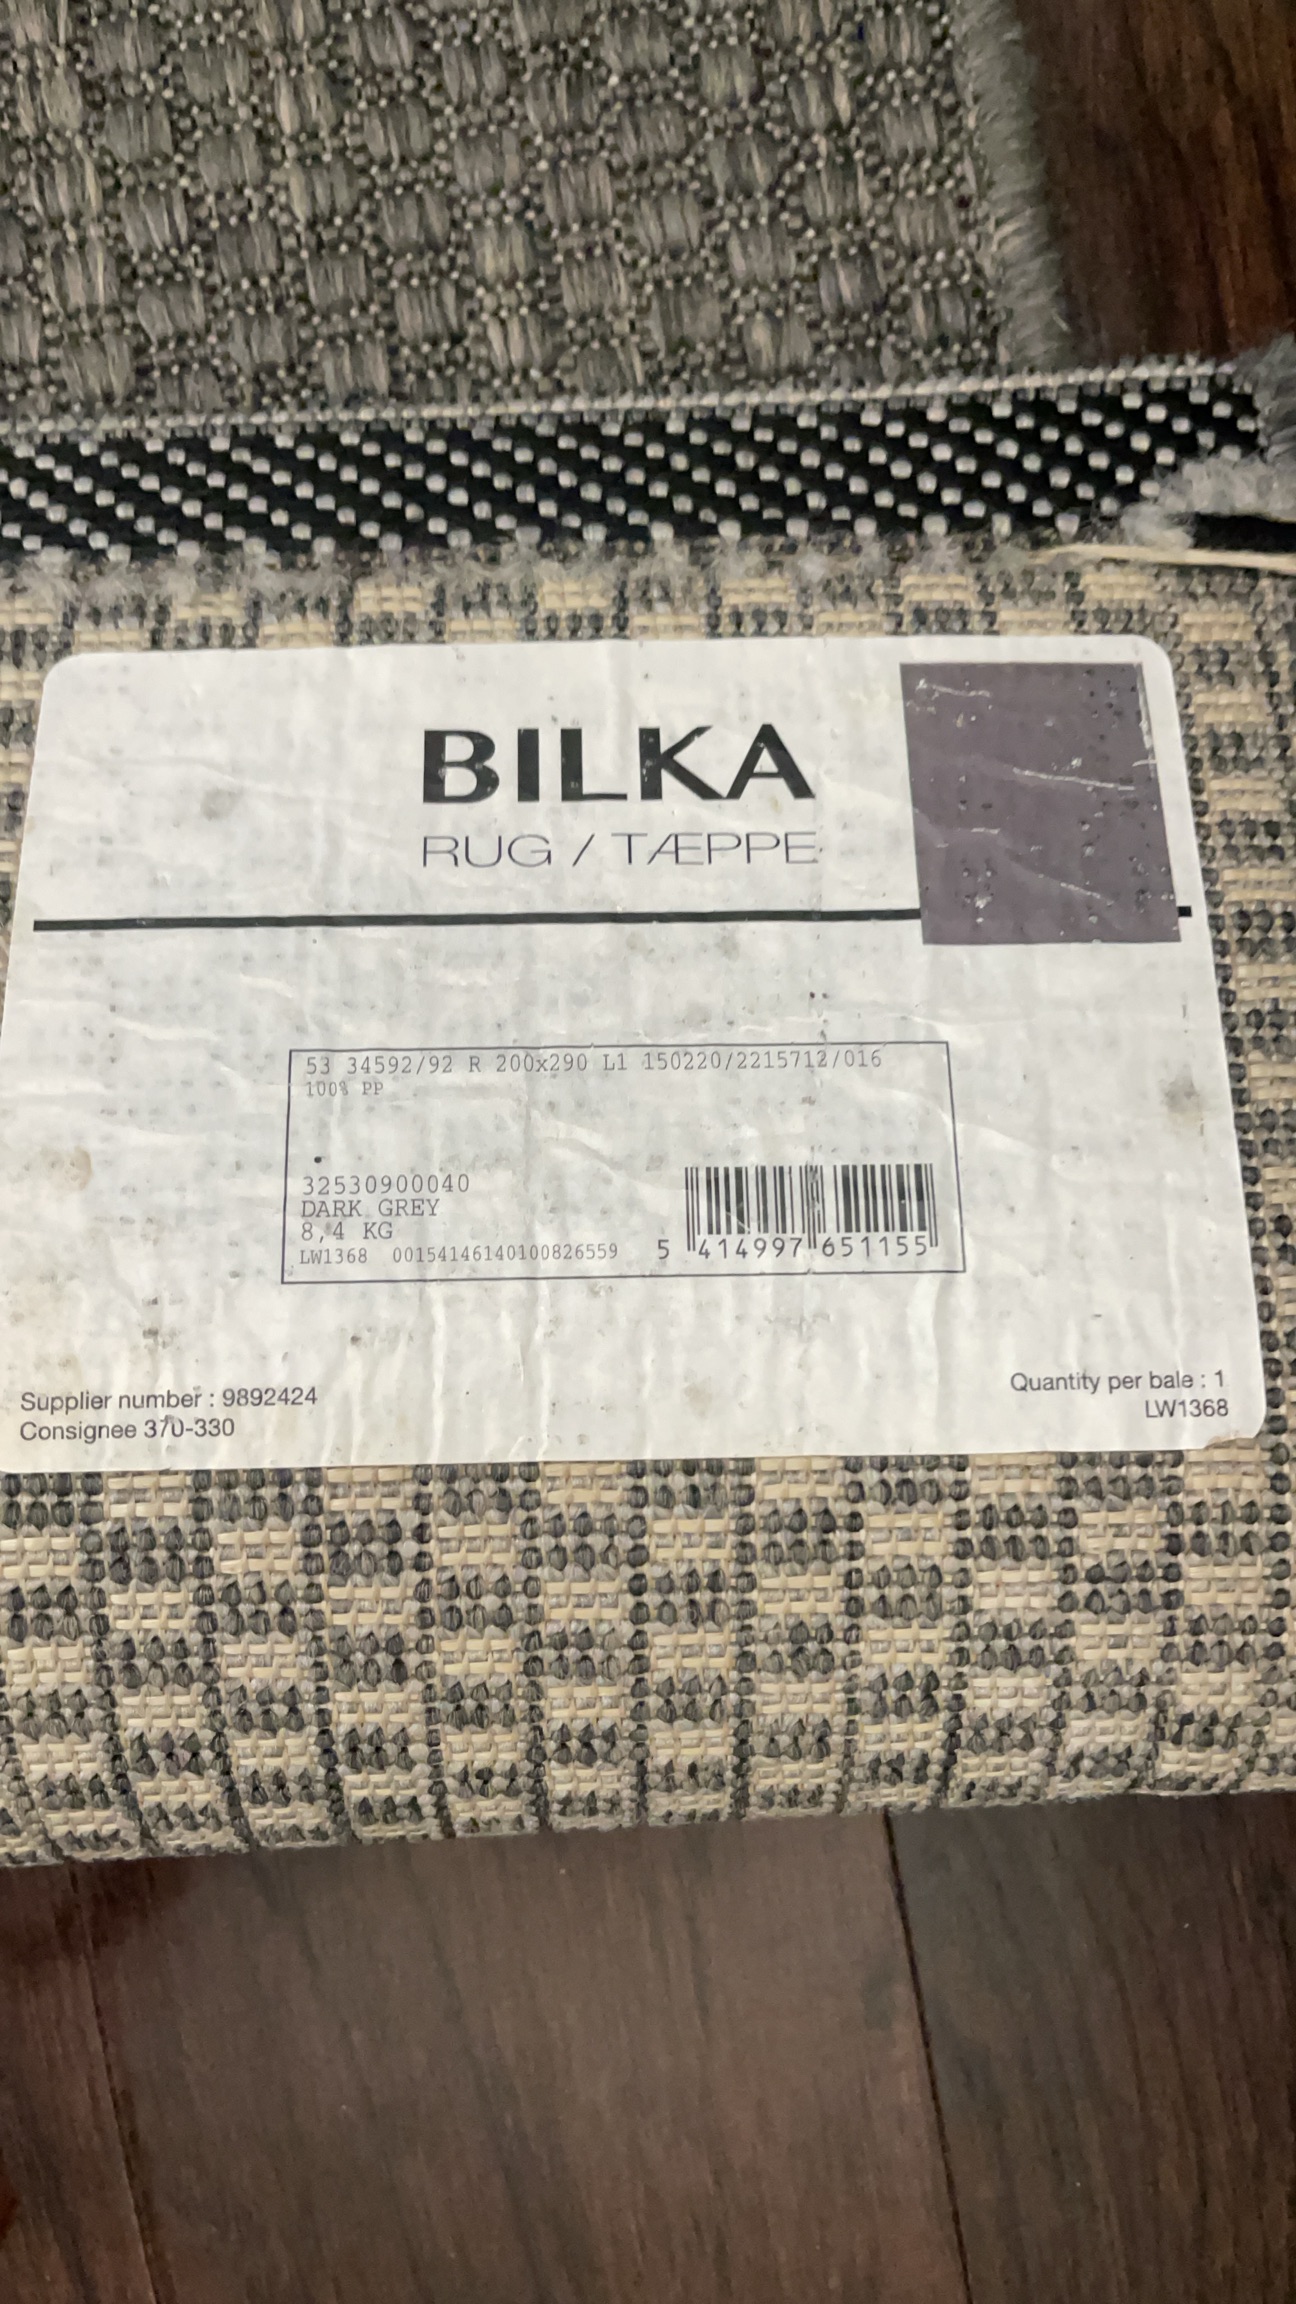 BILKA
RUG / TÆPPE
53 34592/92 R 200x290 L1 150220/2215712/016
100% PP
32530900040
DARK GREY
8,4 KG
LW1368 00154146140100826559
5 414997 651155
Supplier number : 9892424
Consignee 370-330
Quantity per bale : 1
LW1368